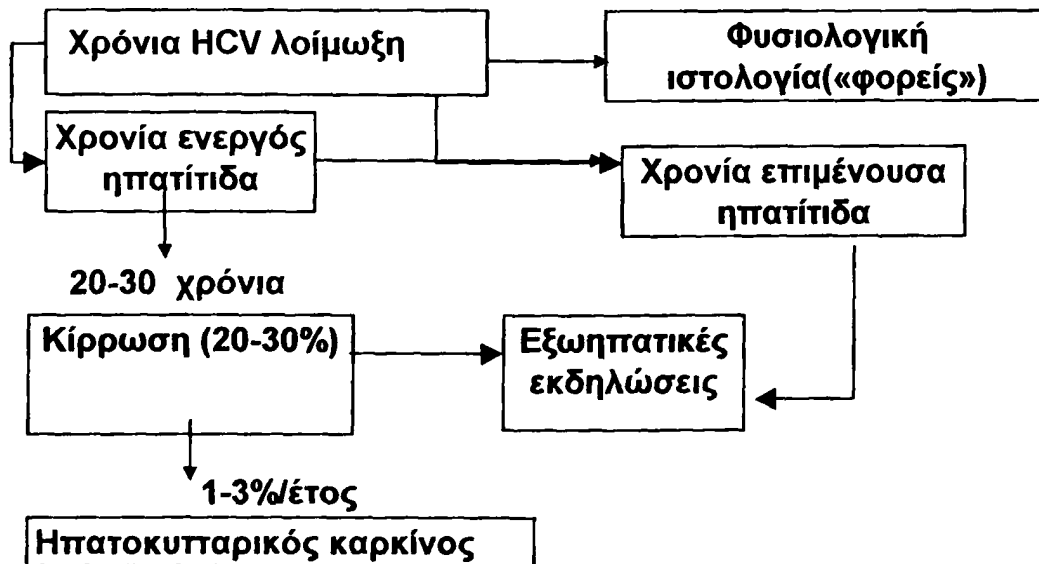 Χρόνια HCV λοίμωξη
Φυσιολογική
ιστολογία(«φορείς»)
Χρονία ενεργός
ηπατίτιδα
Χρονία επιμένουσα
ηπατίτιδα
20-30 χρόνια
Κίρρωση (20-30%)
Εξωηπατικές
εκδηλώσεις
1-3%/έτος
Ηπατοκυτταρικός καρκίνος